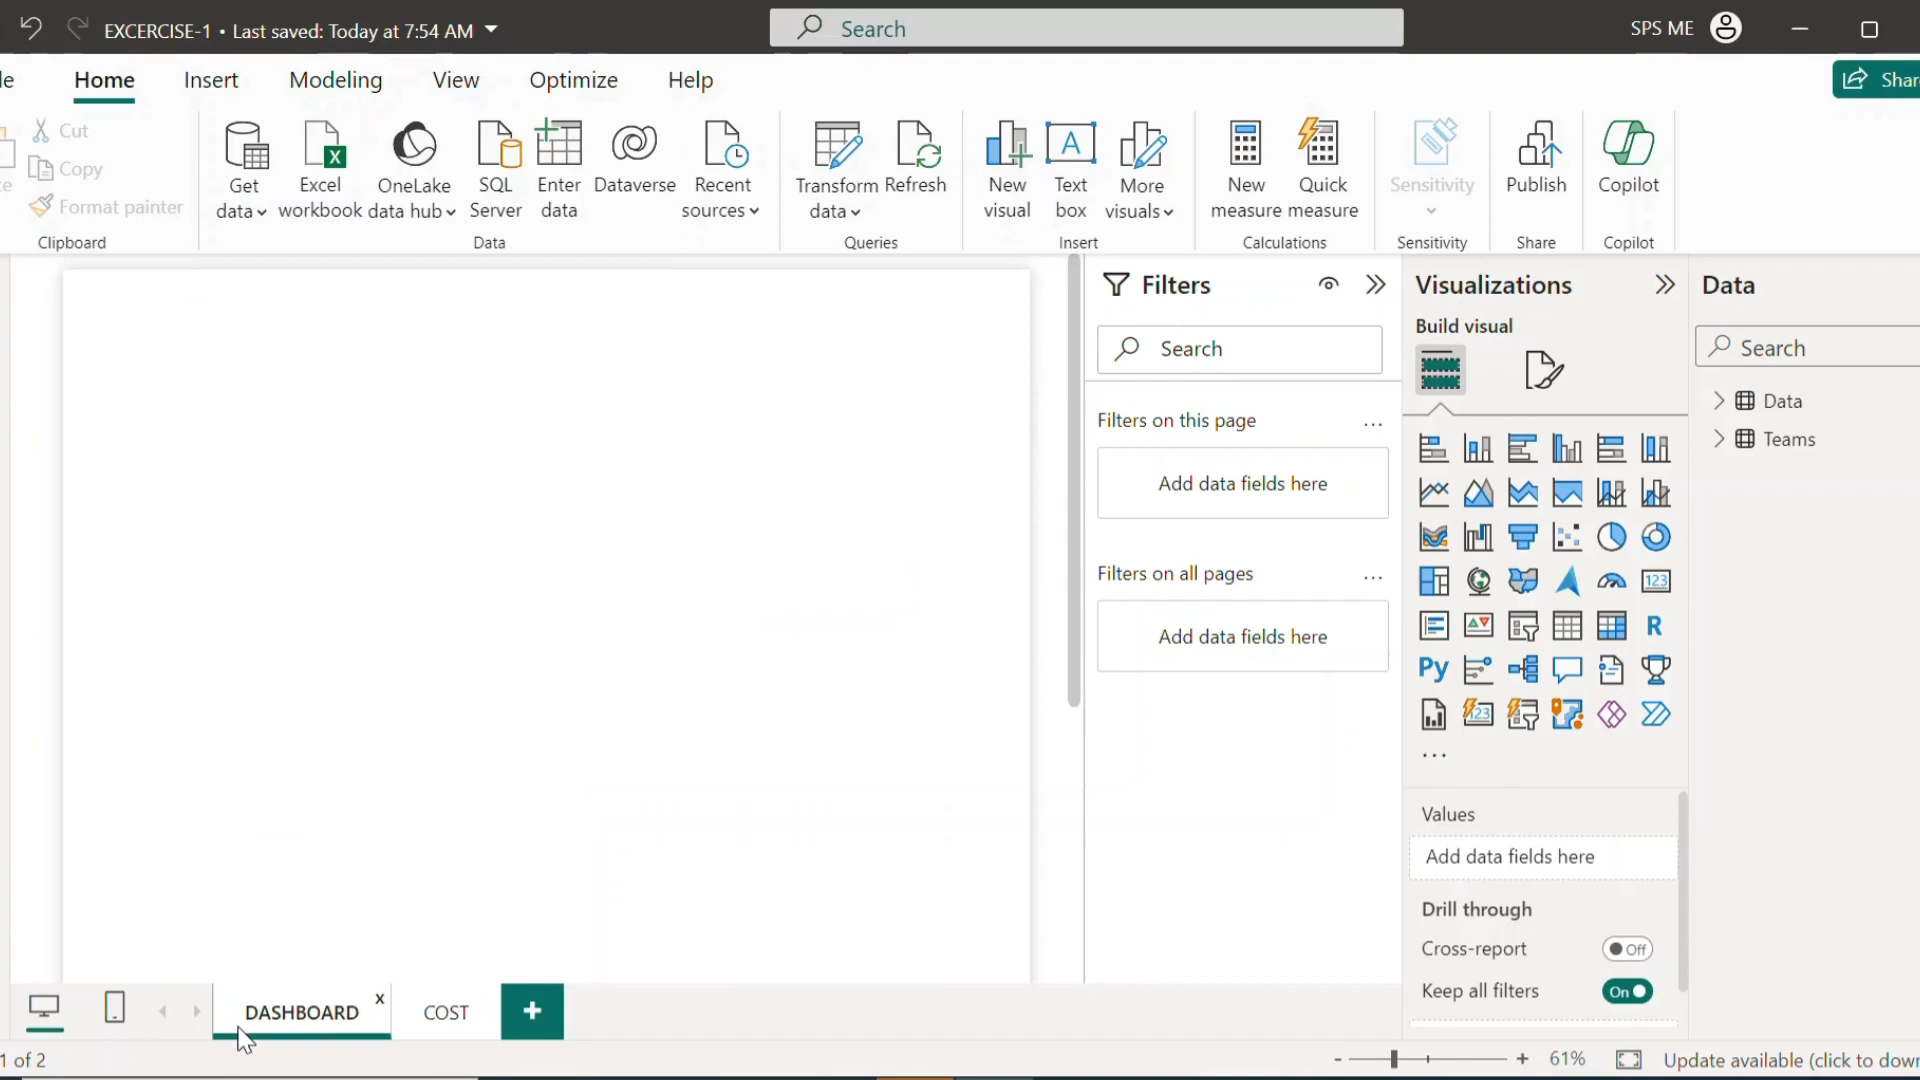 EXCERCISE-1 • Last saved: Today at 7:54 AM
Search
SPS ME
le
Home
Insert
Modeling
View
Optimize
Help
Shar
Cut
Copy
Format painter
Clipboard
Get data
Excel workbook
OneLake data hub
SQL Server
Enter data
Dataverse
Recent sources
Data
Transform data
Refresh
Queries
New visual
Text box
More visuals
Insert
New measure
Quick measure
Calculations
Sensitivity
Sensitivity
Publish
Share
Copilot
Copilot
Filters
Search
Filters on this page
...
Add data fields here
Filters on all pages
...
Add data fields here
Visualizations
Build visual
123
R
Py
123
...
Values
Add data fields here
Drill through
Cross-report
Off
Keep all filters
On
Data
Search
Data
Teams
DASHBOARD
x
COST
+
1 of 2
- + 61%
Update available (click to down